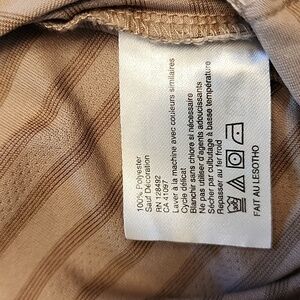 100% Polyester
Sauf Décoration
RN 128492
CA 41097
Laver à la machine avec couleurs similaires
Cycle délicat
Blanchir sans chlore si nécessaire
Ne pas utiliser d'agents adoucissants
Sécher par culbutage à basse température
Repasser au fer froid
FAIT AU LESOTHO